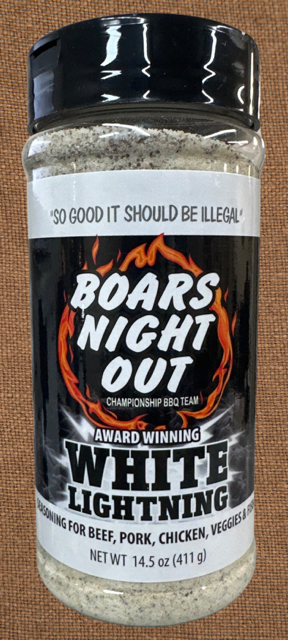 "SO GOOD IT SHOULD BE ILLEGAL"
BOARS
NIGHT
OUT
CHAMPIONSHIP BBQ TEAM
AWARD WINNING
WHITE
LIGHTNING
SEASONING FOR BEEF, PORK, CHICKEN, VEGGIES &
NET WT 14.5 oz (411 g)